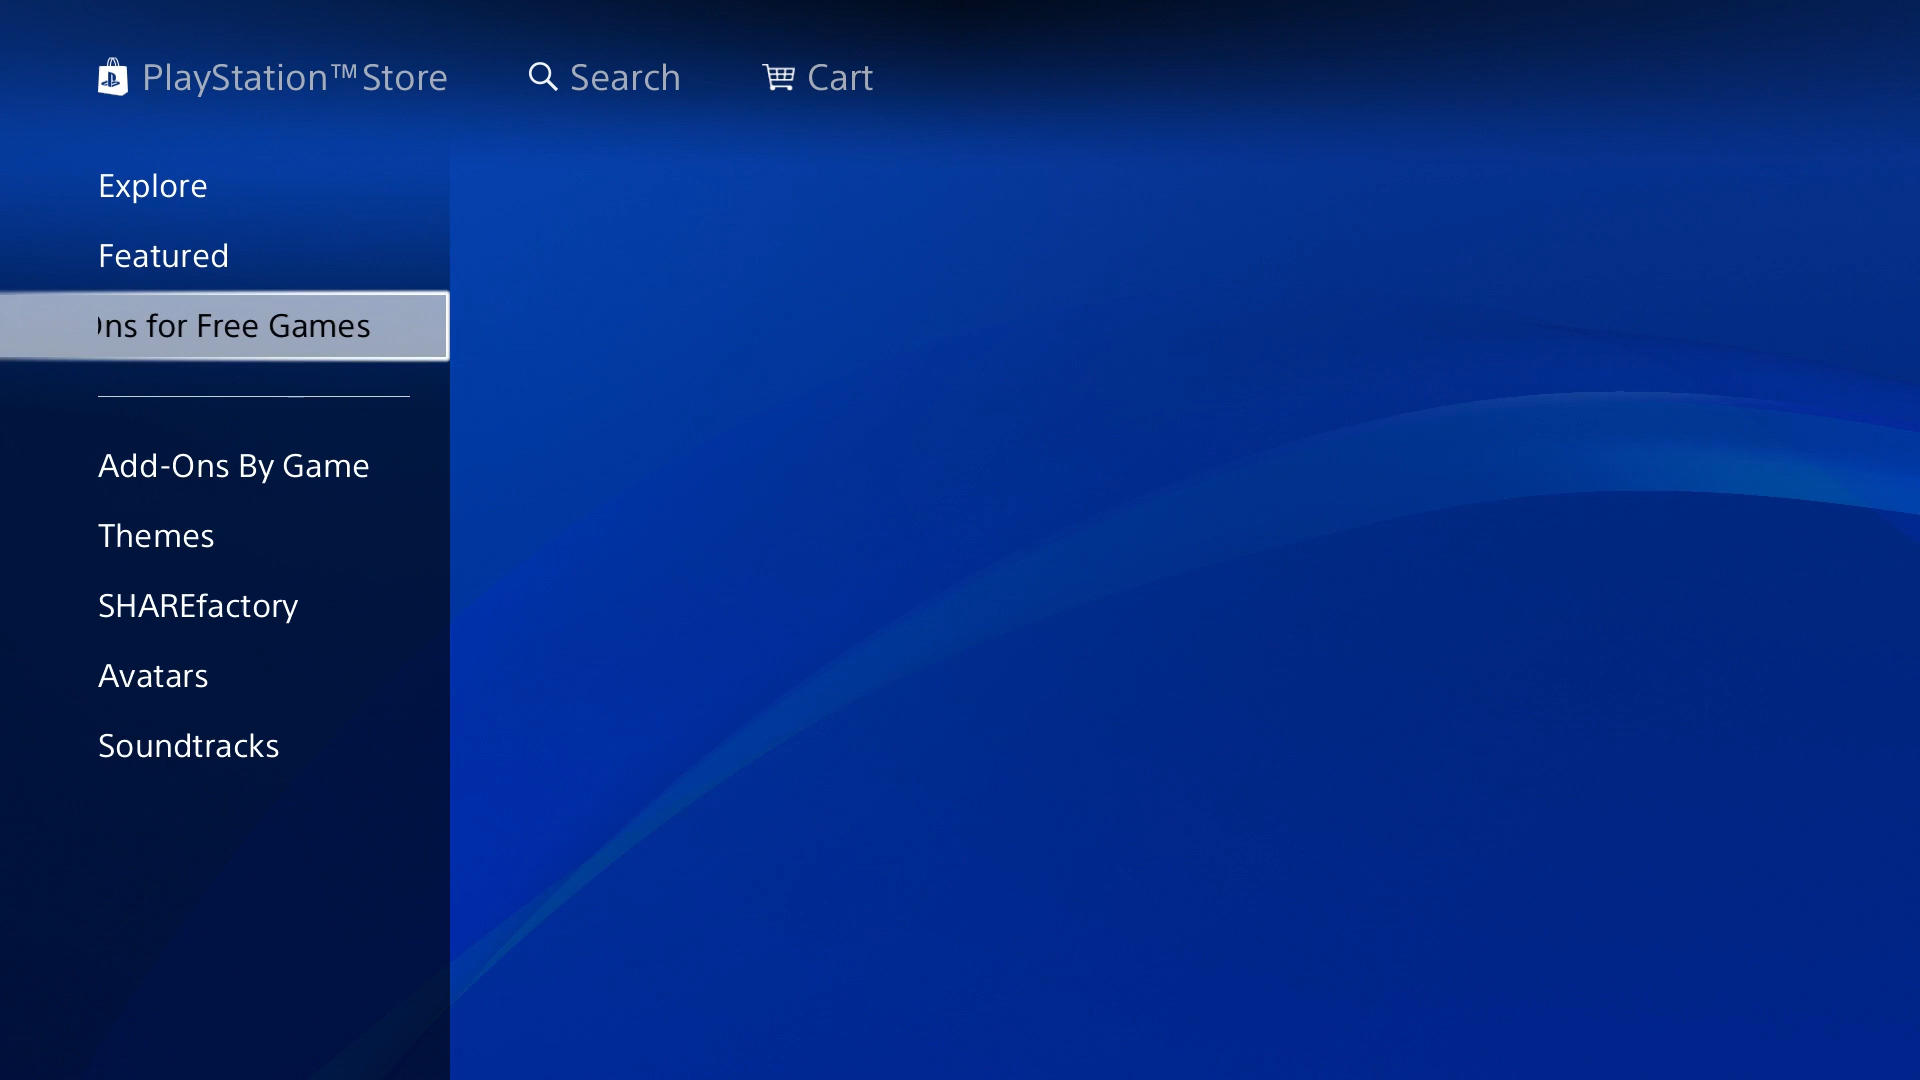 PlayStation™Store
Search
Cart
Explore
Featured
ns for Free Games
Add-Ons By Game
Themes
SHAREfactory
Avatars
Soundtracks